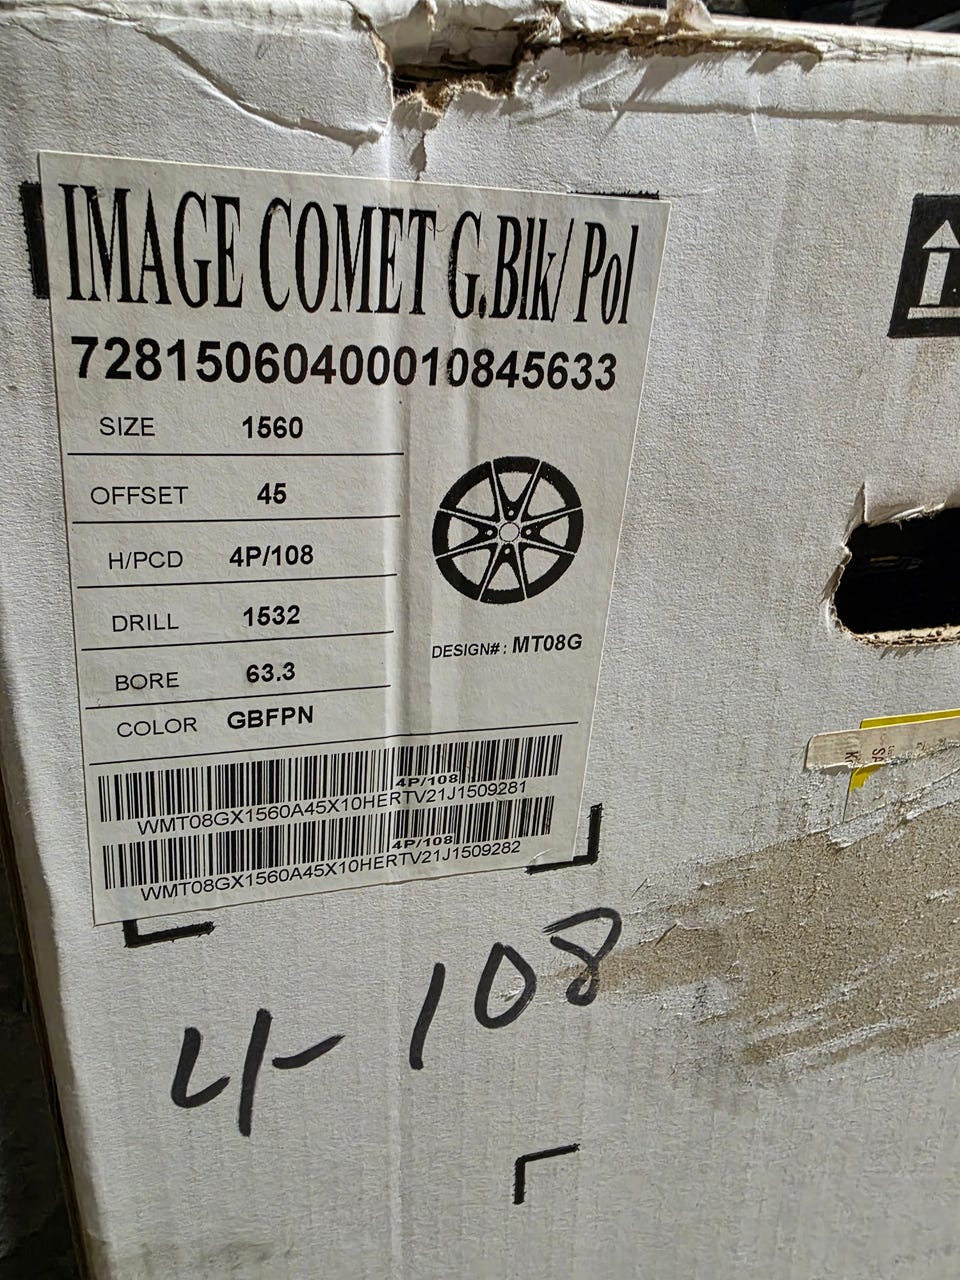 IMAGE COMET G.Blk/ Pol
72815060400010845633
SIZE 1560
OFFSET 45
H/PCD 4P/108
DRILL 1532
BORE 63.3
COLOR GBFPN
DESIGN#: MT08G
4P/108
WMT08GX1560A45X10HERTV21J1509281
4P/108
WMT08GX1560A45X10HERTV21J1509282
4-108